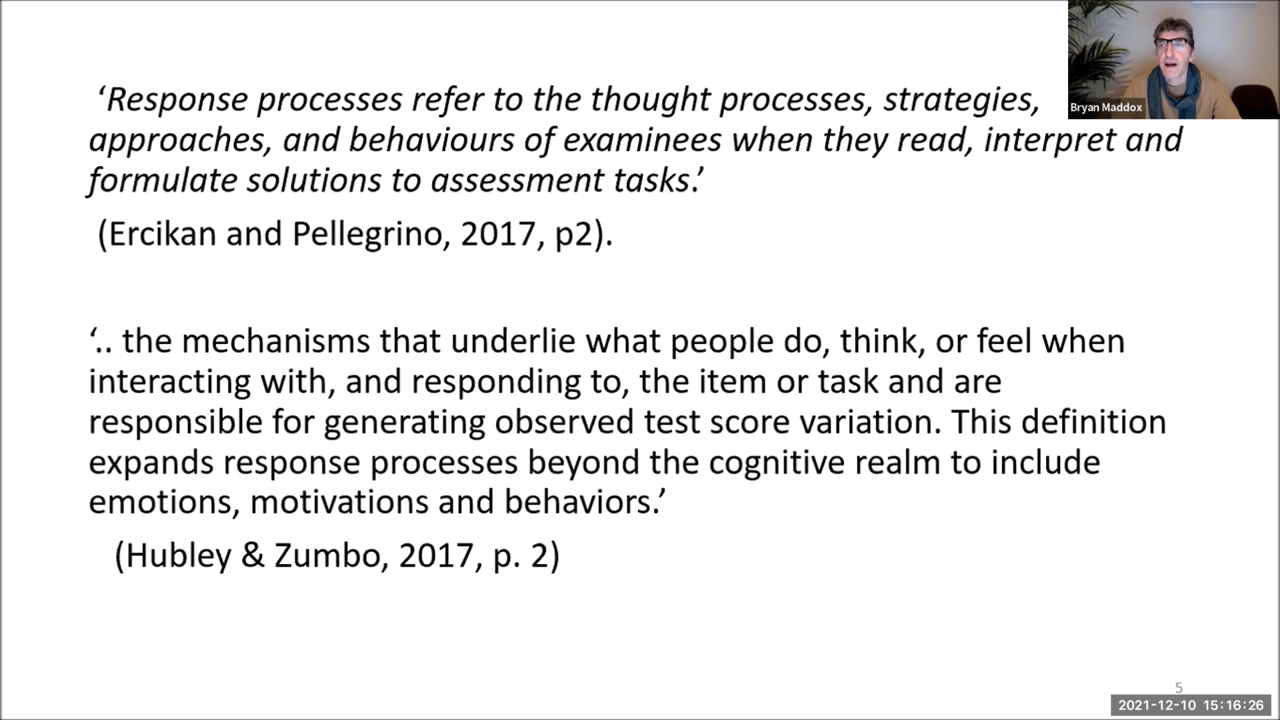 ‘Response processes refer to the thought processes, strategies,
approaches, and behaviours of examinees when they read, interpret and
formulate solutions to assessment tasks.’
(Ercikan and Pellegrino, 2017, p2).
‘.. the mechanisms that underlie what people do, think, or feel when
interacting with, and responding to, the item or task and are
responsible for generating observed test score variation. This definition
expands response processes beyond the cognitive realm to include
emotions, motivations and behaviors.’
(Hubley & Zumbo, 2017, p. 2)
Bryan Maddox
5
2021-12-10 15:16:26